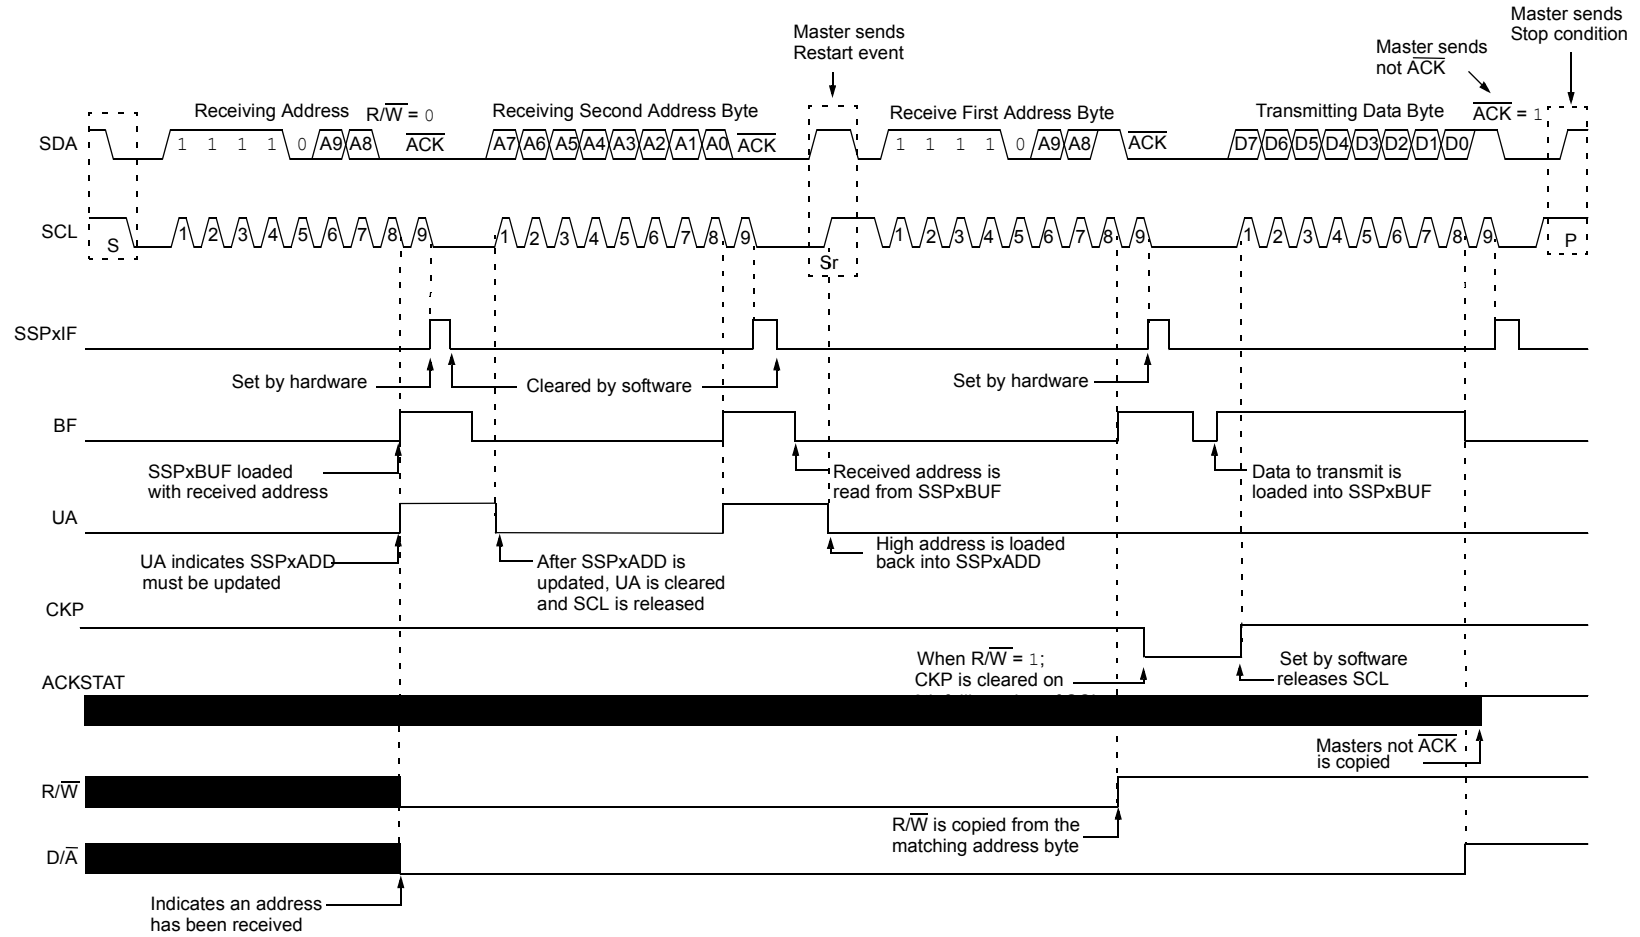 Master sends
Stop condition
Master sends
Restart event
Master sends
not ACK
Receiving Address R/W = 0
Receiving Second Address Byte
Receive First Address Byte
Transmitting Data Byte
ACK = 1
SDA
1 1 1 1 0 A9 A8 ACK A7 A6 A5 A4 A3 A2 A1 A0 ACK 1 1 1 1 0 A9 A8 ACK D7 D6 D5 D4 D3 D2 D1 D0
SCL
S 1 2 3 4 5 6 7 8 9 1 2 3 4 5 6 7 8 9 Sr 1 2 3 4 5 6 7 8 9 1 2 3 4 5 6 7 8 9 P
SSPxIF
Set by hardware
Cleared by software
Set by hardware
BF
SSPxBUF loaded
with received address
Received address is
read from SSPxBUF
Data to transmit is
loaded into SSPxBUF
UA
UA indicates SSPxADD
must be updated
After SSPxADD is
updated, UA is cleared
and SCL is released
High address is loaded
back into SSPxADD
CKP
When R/W = 1;
CKP is cleared on
Set by software
releases SCL
ACKSTAT
Masters not ACK
is copied
R/W
R/W is copied from the
matching address byte
D/A
Indicates an address
has been received